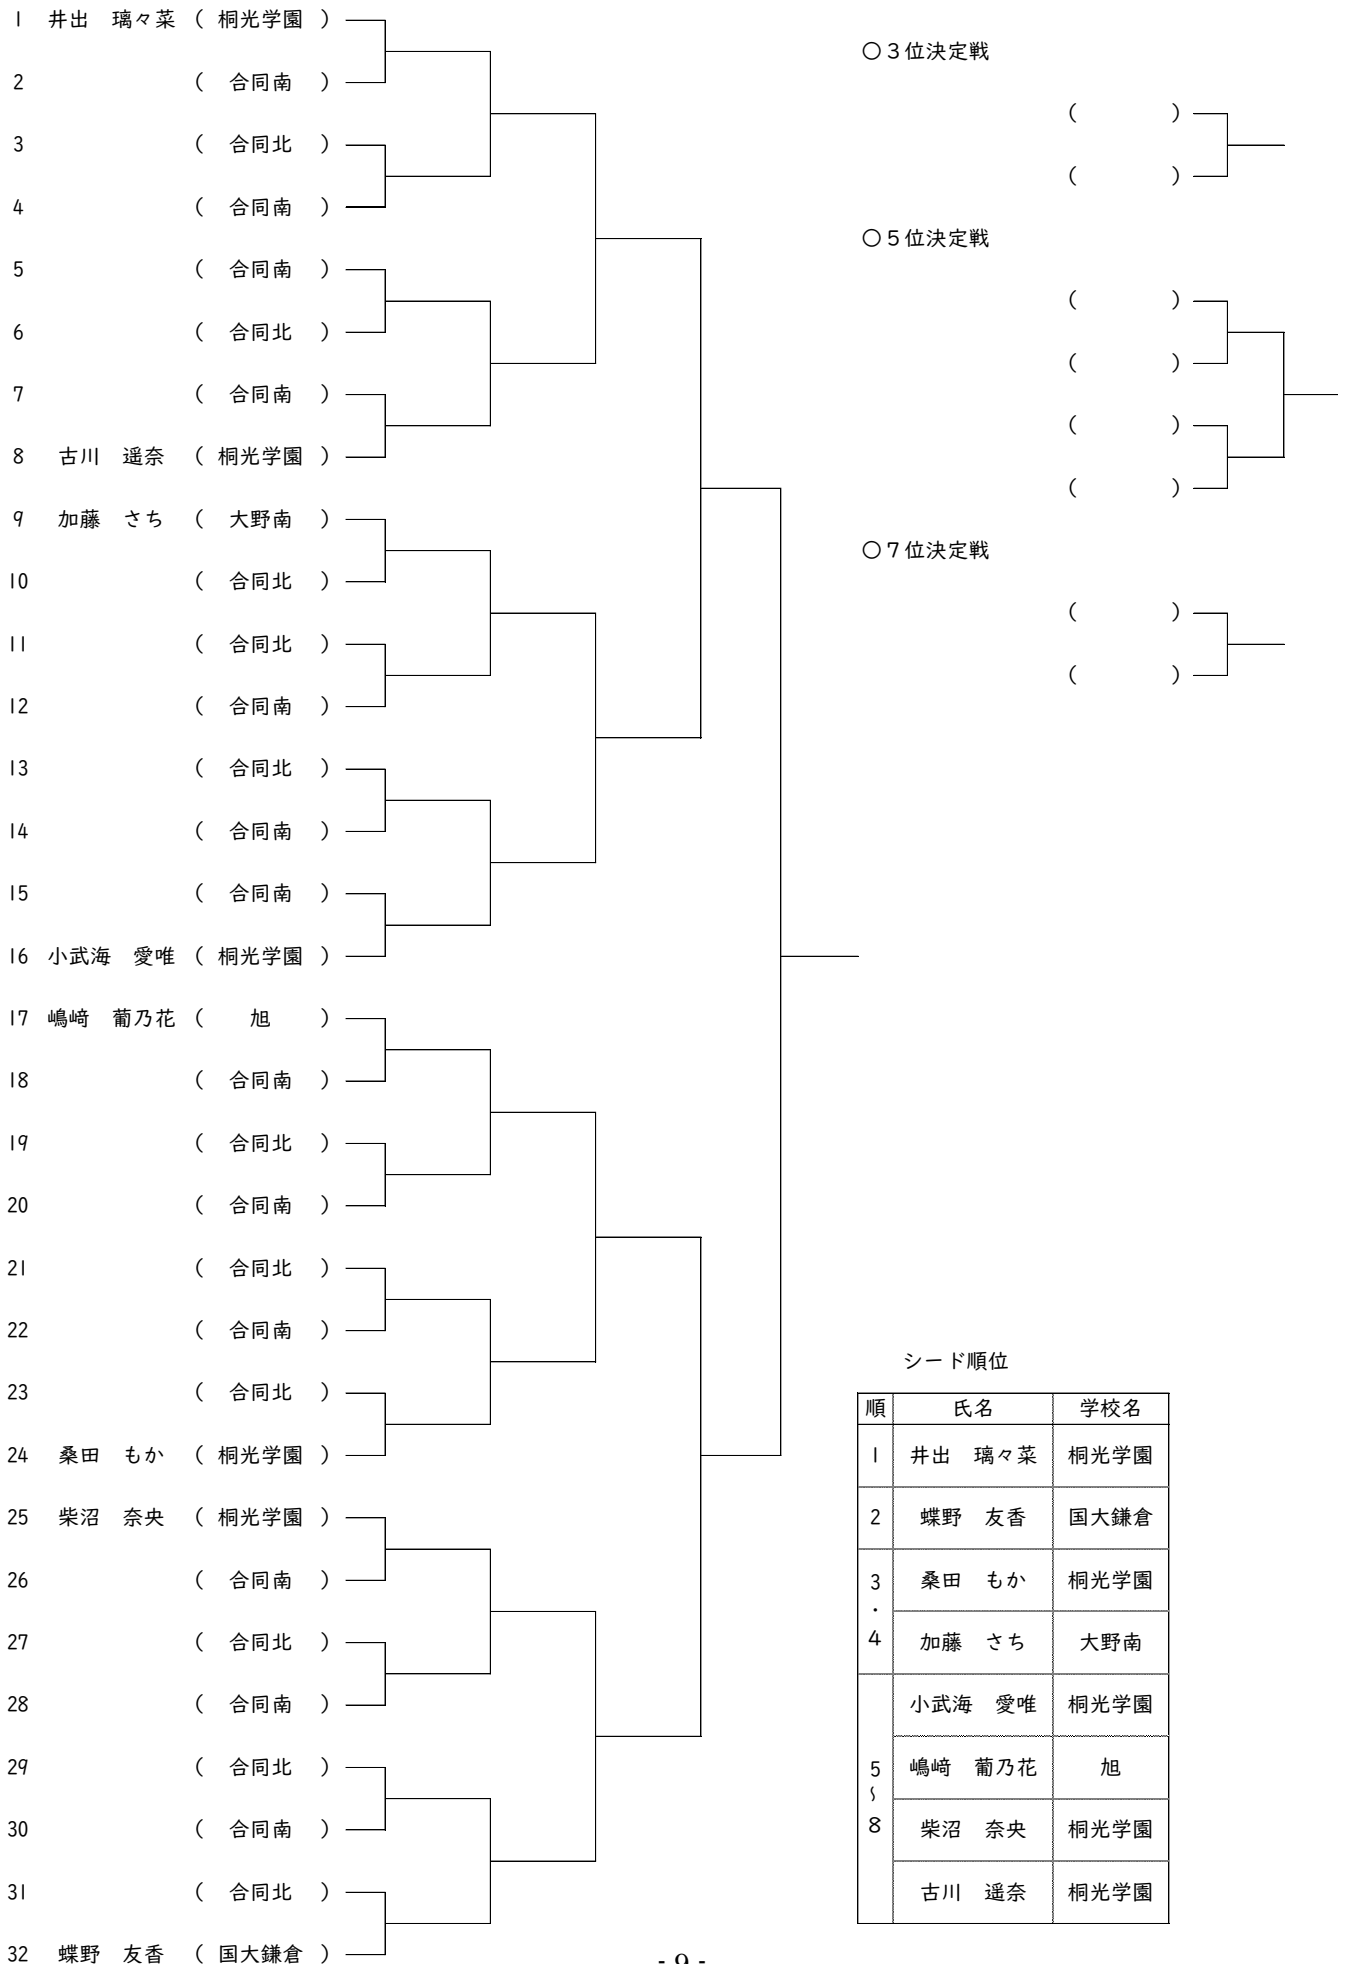 1 井出 璃々菜 ( 桐光学園 )
2 ( 合同南 )
3 ( 合同北 )
4 ( 合同南 )
5 ( 合同南 )
6 ( 合同北 )
7 ( 合同南 )
8 古川 遥奈 ( 桐光学園 )
9 加藤 さち ( 大野南 )
10 ( 合同北 )
11 ( 合同北 )
12 ( 合同南 )
13 ( 合同北 )
14 ( 合同南 )
15 ( 合同南 )
16 小武海 愛唯 ( 桐光学園 )
17 嶋﨑 葡乃花 ( 旭 )
18 ( 合同南 )
19 ( 合同北 )
20 ( 合同南 )
21 ( 合同北 )
22 ( 合同南 )
23 ( 合同北 )
24 桑田 もか ( 桐光学園 )
25 柴沼 奈央 ( 桐光学園 )
26 ( 合同南 )
27 ( 合同北 )
28 ( 合同南 )
29 ( 合同北 )
30 ( 合同南 )
31 ( 合同北 )
32 蝶野 友香 ( 国大鎌倉 )
○3位決定戦
( )
( )
○5位決定戦
( )
( )
( )
( )
○7位決定戦
( )
( )
シード順位
順 氏名 学校名
1 井出 璃々菜 桐光学園
2 蝶野 友香 国大鎌倉
3・4 桑田 もか 桐光学園
加藤 さち 大野南
5~8 小武海 愛唯 桐光学園
嶋﨑 葡乃花 旭
柴沼 奈央 桐光学園
古川 遥奈 桐光学園
- 9 -